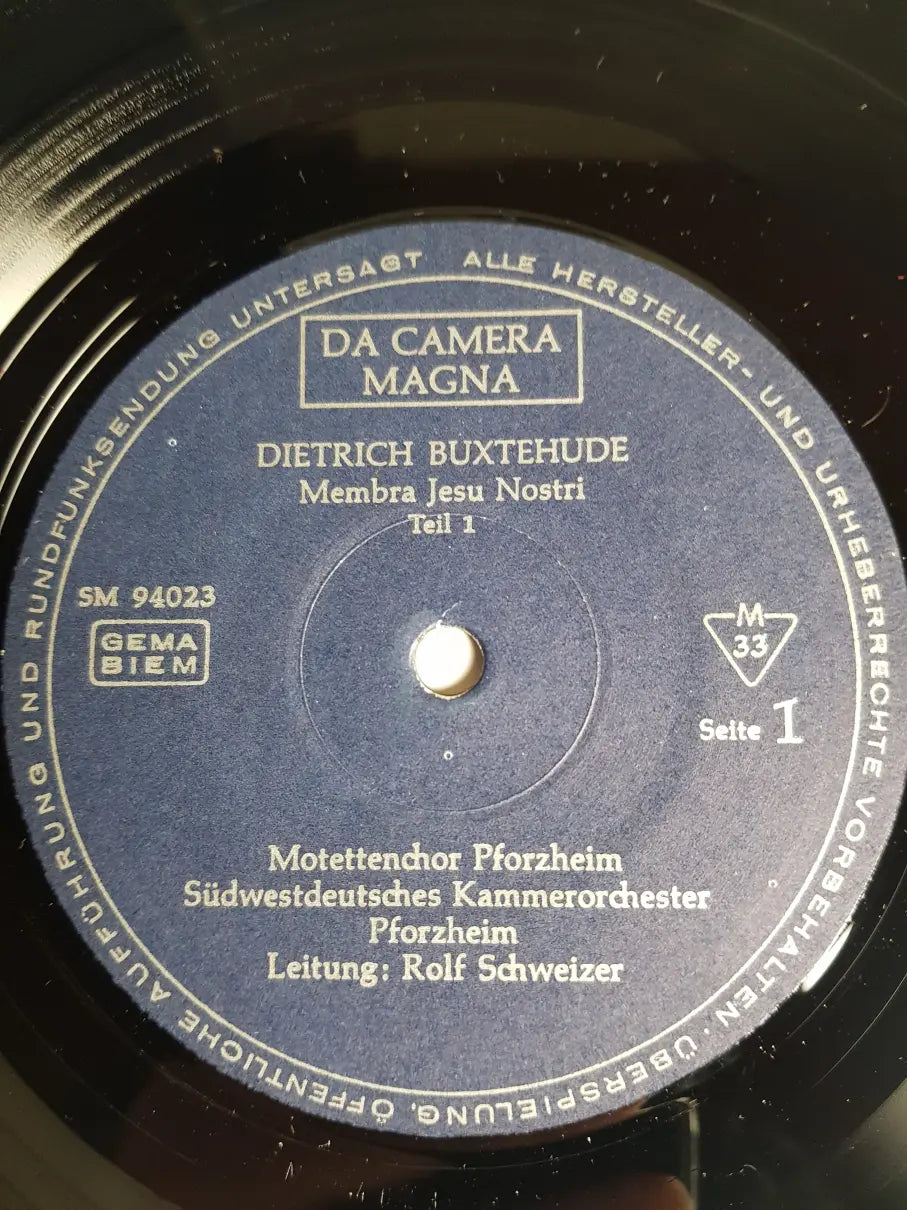 ALLE HERSTELLER- UND URHEBERRECHTE VORBEHALTEN · ÜBERSPIELUNG, ÖFFENTLICHE AUFFÜHRUNG UND RUNDFUNKSENDUNG UNTERSAGT
DA CAMERA
MAGNA
DIETRICH BUXTEHUDE
Membra Jesu Nostri
Teil 1
SM 94023
GEMA
BIEM
M
33
Seite 1
Motettenchor Pforzheim
Südwestdeutsches Kammerorchester
Pforzheim
Leitung: Rolf Schweizer